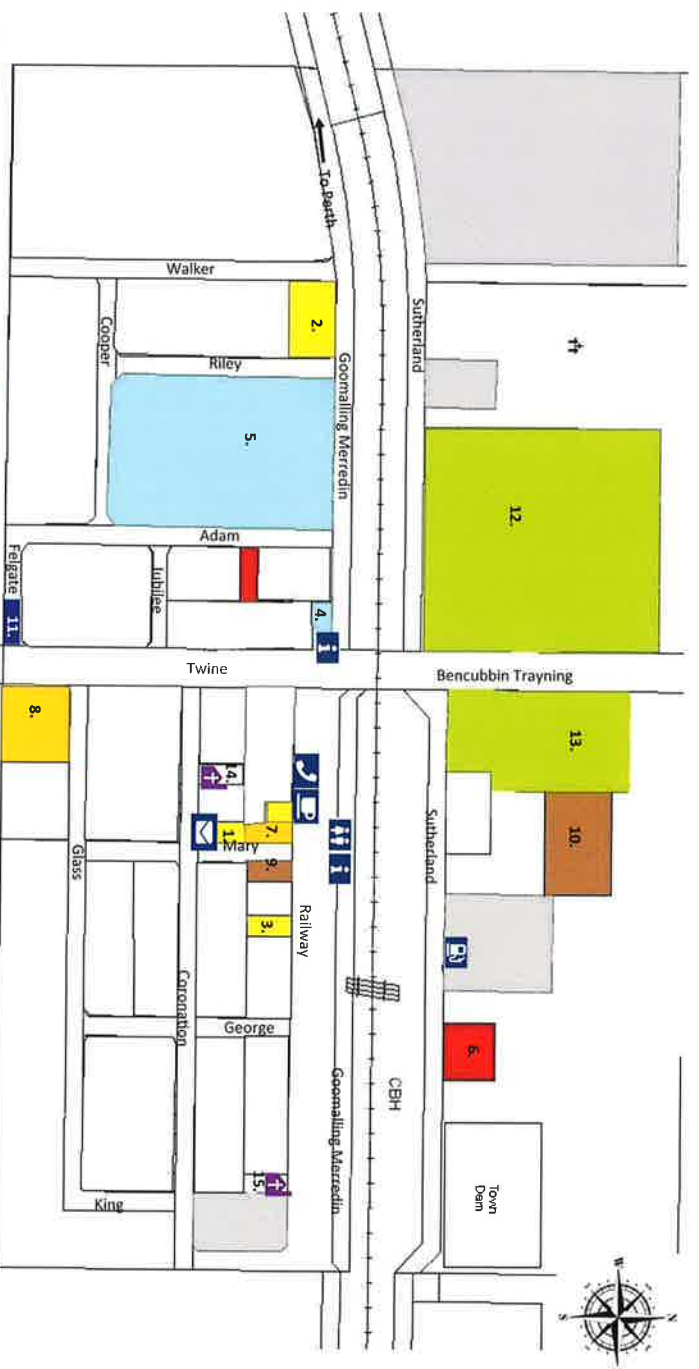 To Perth
Walker
Sutherland
2.
Cooper
Riley
Goomalling Merredin
5.
12.
Adam
Felgate
11.
Jubilee
4.
Twine
Bencubbin Trayning
8.
14.
13.
10.
7.
Mary
9.
Sutherland
Glass
3.
Railway
Coronation
George
6.
CBH
Goomalling Merredin
Town
Dam
15.
King
W
N
S